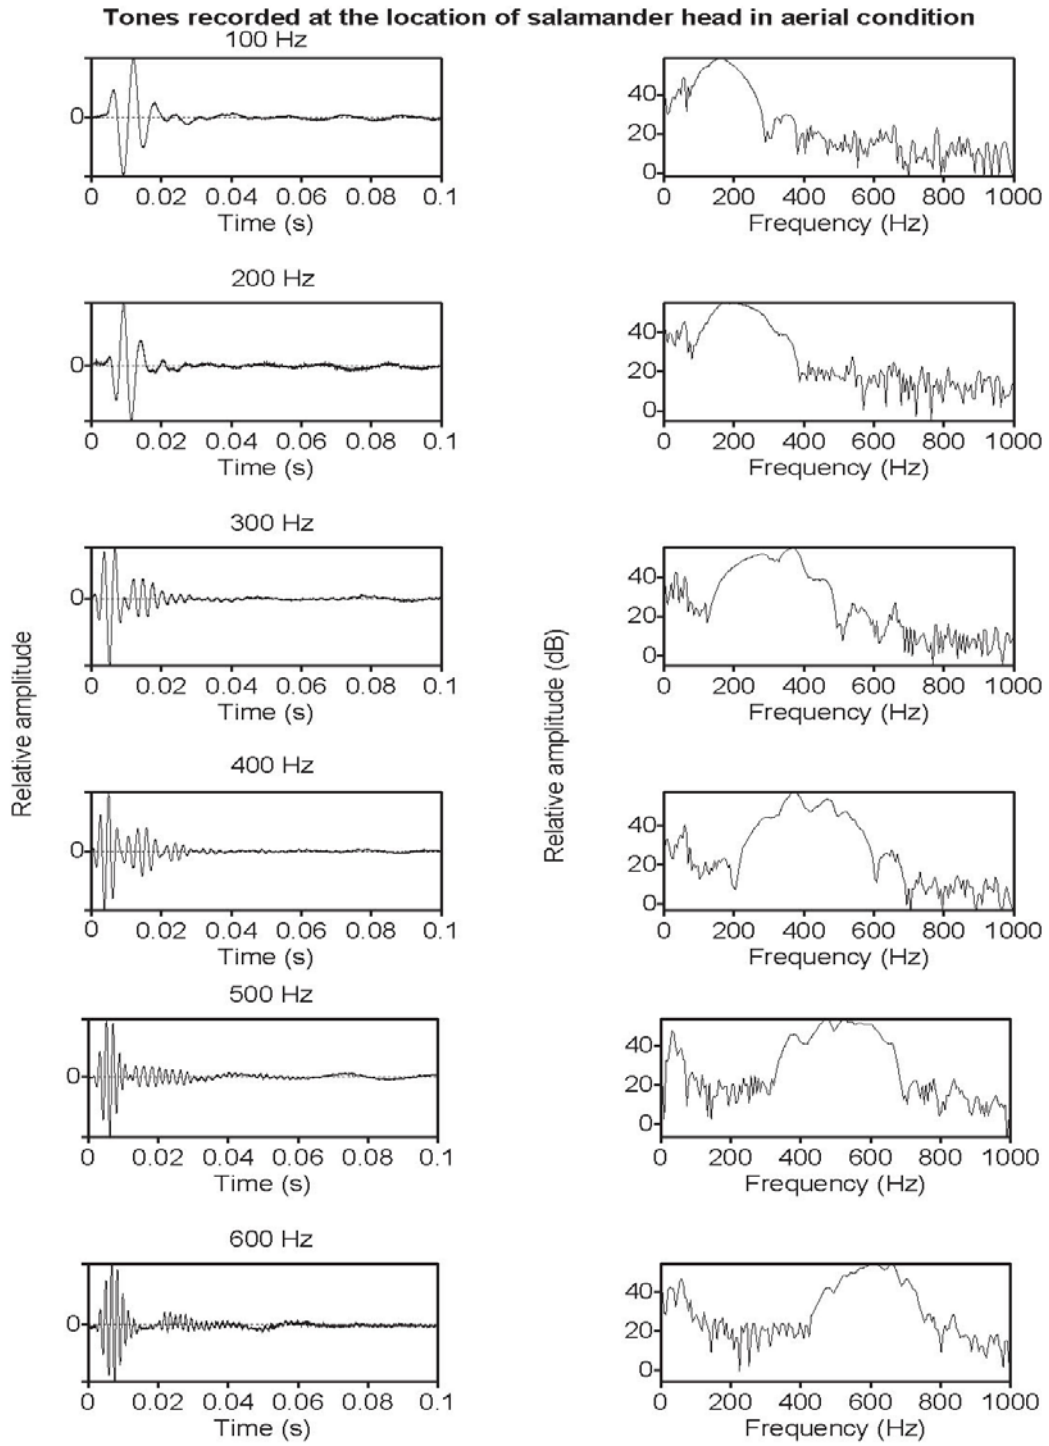 Tones recorded at the location of salamander head in aerial condition
100 Hz
0
0 0.02 0.04 0.06 0.08 0.1
Time (s)
40
20
0
0 200 400 600 800 1000
Frequency (Hz)
200 Hz
0
0 0.02 0.04 0.06 0.08 0.1
Time (s)
40
20
0
0 200 400 600 800 1000
Frequency (Hz)
300 Hz
0
0 0.02 0.04 0.06 0.08 0.1
Time (s)
40
20
0
0 200 400 600 800 1000
Frequency (Hz)
Relative amplitude
Relative amplitude (dB)
400 Hz
0
0 0.02 0.04 0.06 0.08 0.1
Time (s)
40
20
0
0 200 400 600 800 1000
Frequency (Hz)
500 Hz
0
0 0.02 0.04 0.06 0.08 0.1
Time (s)
40
20
0
0 200 400 600 800 1000
Frequency (Hz)
600 Hz
0
0 0.02 0.04 0.06 0.08 0.1
Time (s)
40
20
0
0 200 400 600 800 1000
Frequency (Hz)